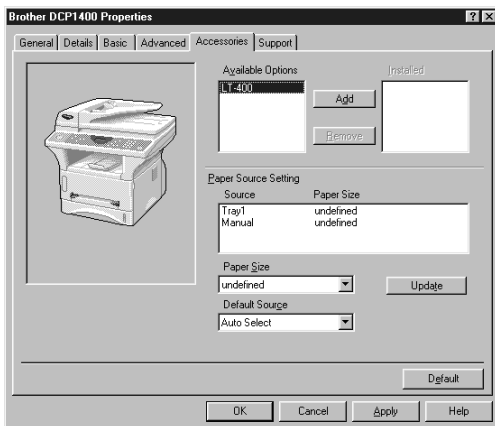 Brother DCP1400 Properties
General Details Basic Advanced Accessories Support
Available Options Installed
LT-400
Add
Remove
Paper Source Setting
Source Paper Size
Tray1 undefined
Manual undefined
Paper Size
undefined
Update
Default Source
Auto Select
Default
OK Cancel Apply Help